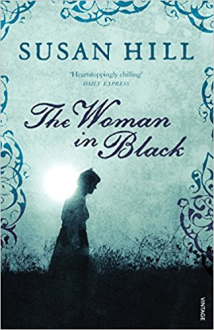 SUSAN HILL
'Heartstoppingly chilling'
DAILY EXPRESS
The Woman
in Black
VINTAGE